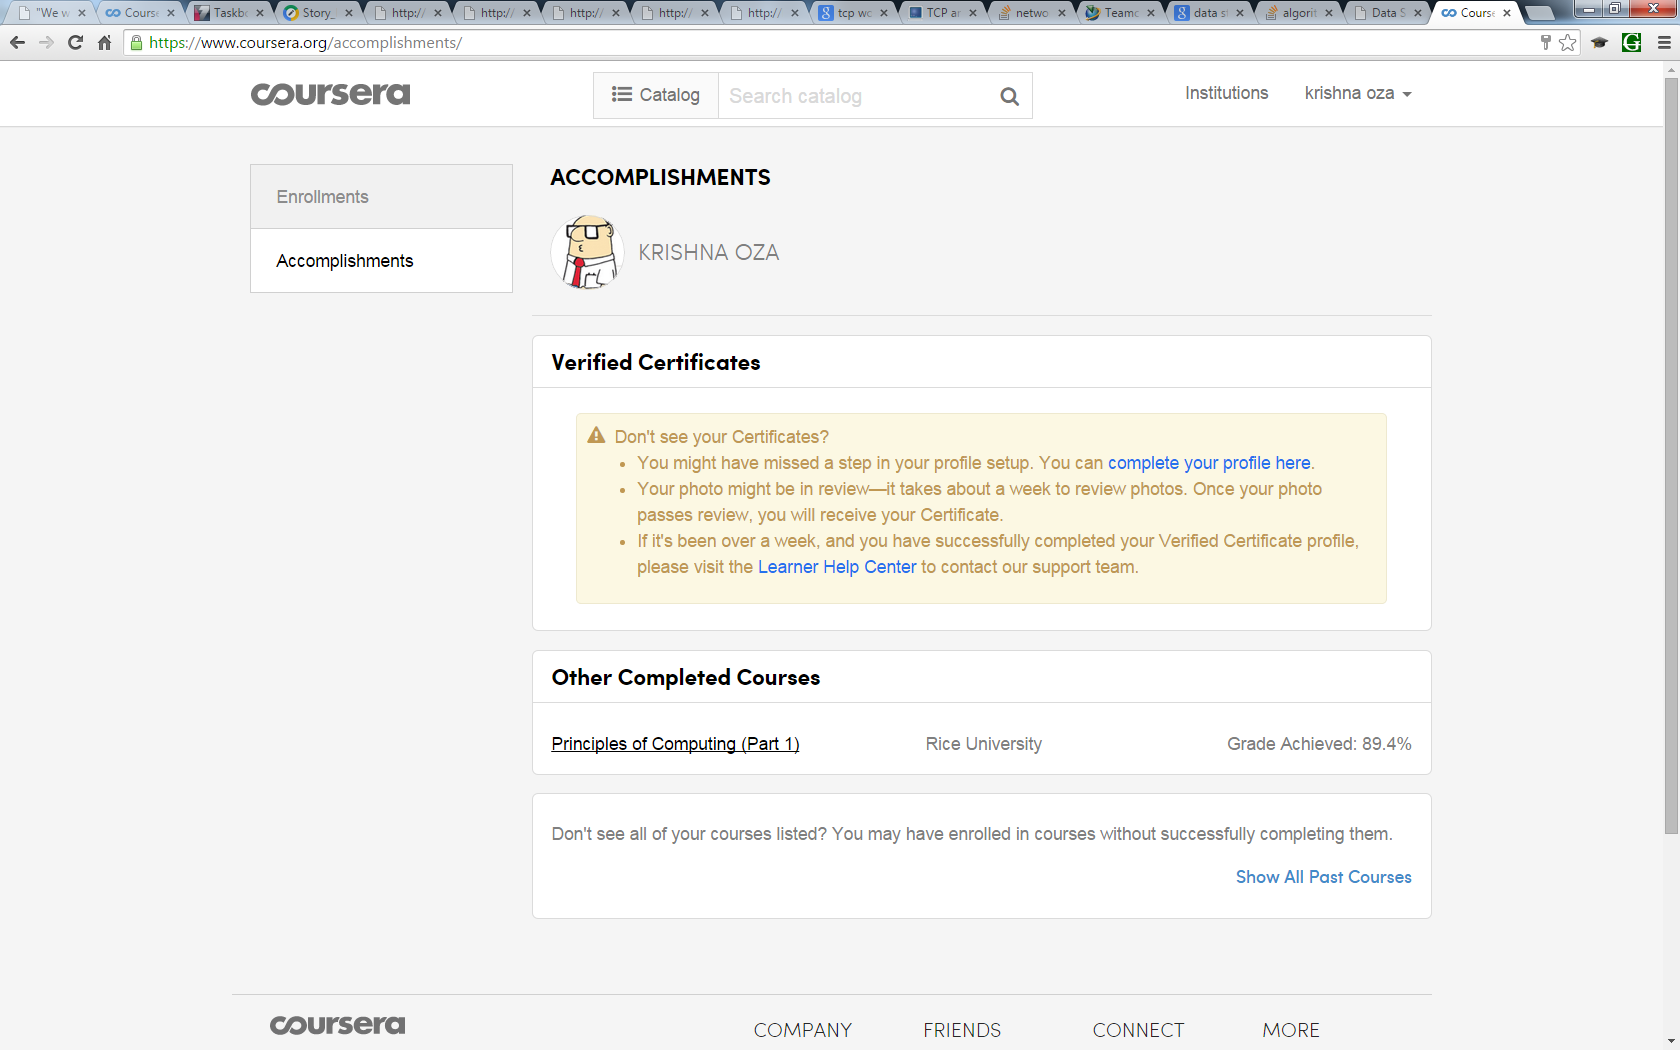 "We w
Course
Taskbo
Story_
http://
http://
http://
http://
http://
tcp wo
TCP an
netwo
Teamc
data st
algorit
Data S
Course
https://www.coursera.org/accomplishments/
coursera
Catalog
Search catalog
Institutions
krishna oza
Enrollments
Accomplishments
ACCOMPLISHMENTS
KRISHNA OZA
Verified Certificates
Don't see your Certificates?
• You might have missed a step in your profile setup. You can complete your profile here.
• Your photo might be in review—it takes about a week to review photos. Once your photo
passes review, you will receive your Certificate.
• If it's been over a week, and you have successfully completed your Verified Certificate profile,
please visit the Learner Help Center to contact our support team.
Other Completed Courses
Principles of Computing (Part 1) Rice University Grade Achieved: 89.4%
Don't see all of your courses listed? You may have enrolled in courses without successfully completing them.
Show All Past Courses
coursera
COMPANY
FRIENDS
CONNECT
MORE